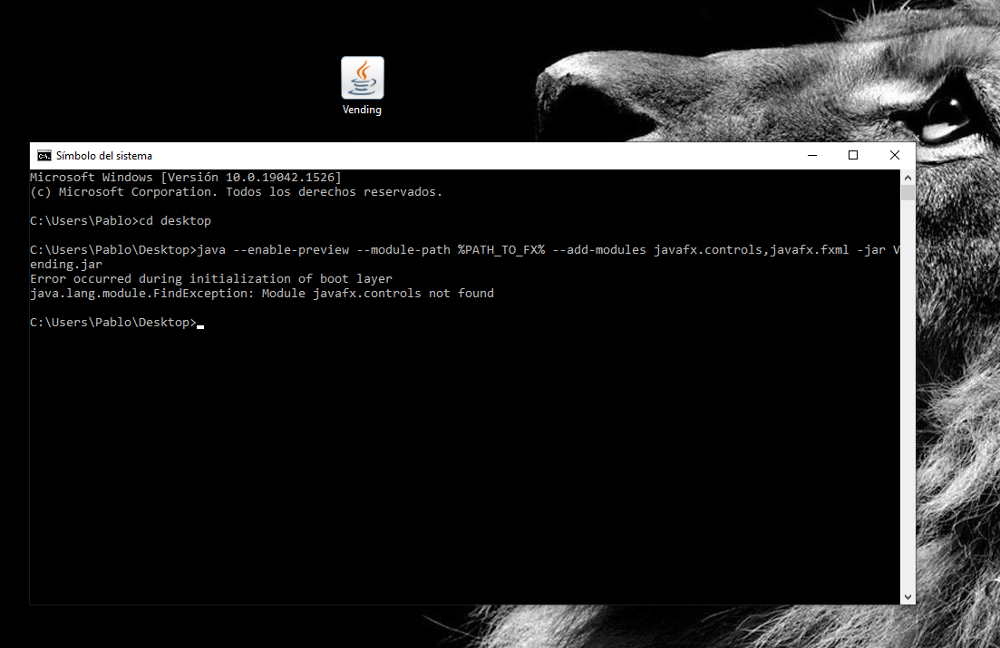 Vending
Símbolo del sistema
Microsoft Windows [Versión 10.0.19042.1526]
(c) Microsoft Corporation. Todos los derechos reservados.
C:\Users\Pablo>cd desktop
C:\Users\Pablo\Desktop>java --enable-preview --module-path %PATH_TO_FX% --add-modules javafx.controls,javafx.fxml -jar V
ending.jar
Error occurred during initialization of boot layer
java.lang.module.FindException: Module javafx.controls not found
C:\Users\Pablo\Desktop>